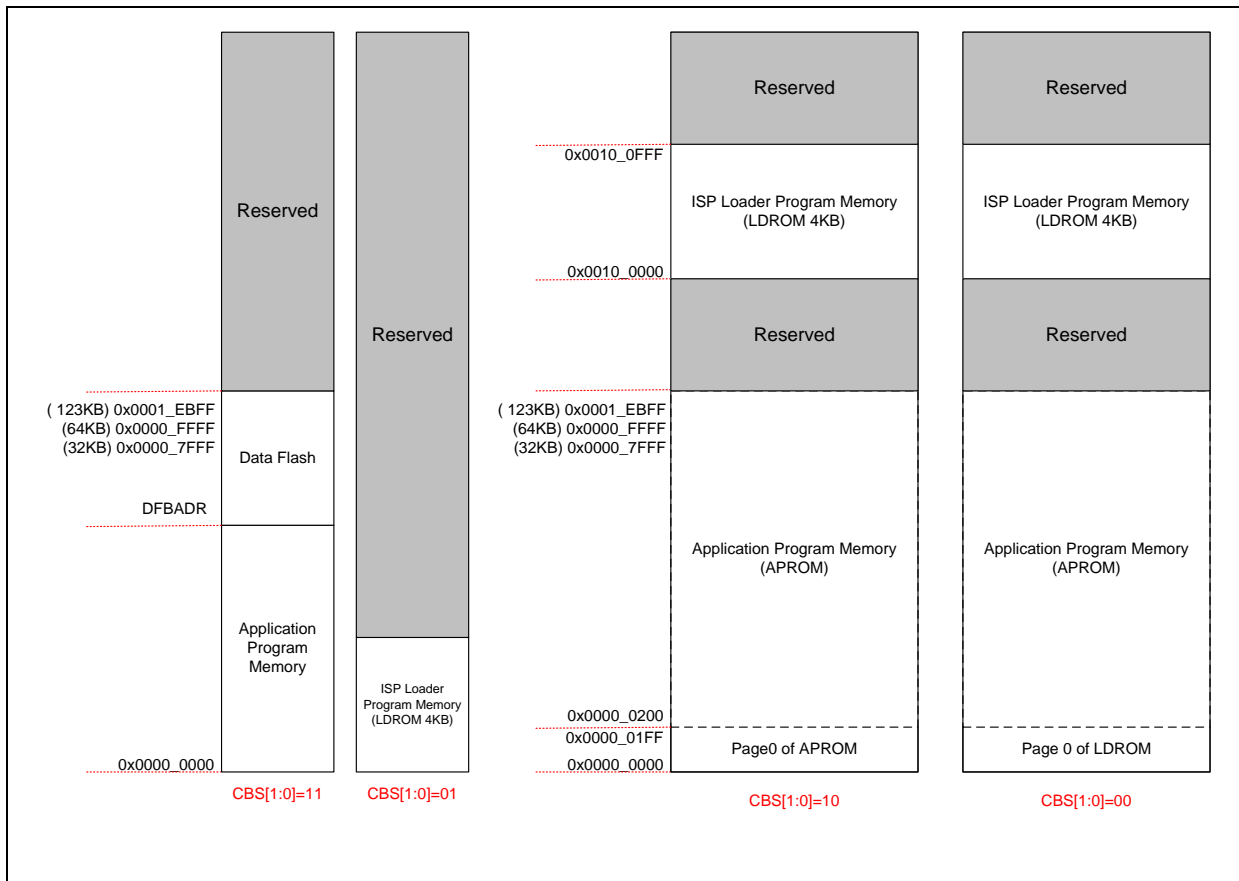 Reserved
( 123KB) 0x0001_EBFF
(64KB) 0x0000_FFFF
(32KB) 0x0000_7FFF
Data Flash
DFBADR
Application
Program
Memory
0x0000_0000
CBS[1:0]=11
Reserved
ISP Loader
Program Memory
(LDROM 4KB)
CBS[1:0]=01
Reserved
0x0010_0FFF
ISP Loader Program Memory
(LDROM 4KB)
0x0010_0000
Reserved
( 123KB) 0x0001_EBFF
(64KB) 0x0000_FFFF
(32KB) 0x0000_7FFF
Application Program Memory
(APROM)
0x0000_0200
0x0000_01FF
Page0 of APROM
0x0000_0000
CBS[1:0]=10
Reserved
ISP Loader Program Memory
(LDROM 4KB)
Reserved
Application Program Memory
(APROM)
Page 0 of LDROM
CBS[1:0]=00